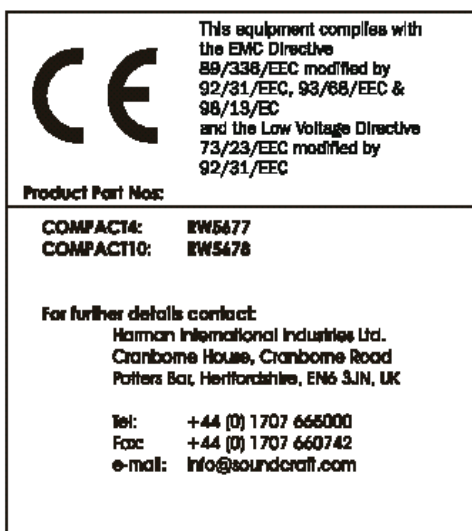 CE
This equipment complies with
the EMC Directive
89/336/EEC modified by
92/31/EEC, 93/68/EEC &
98/13/EC
and the Low Voltage Directive
73/23/EEC modified by
92/31/EEC
Product Part Nos:
COMPACT4: RW5677
COMPACT10: RW5678
For further details contact:
Harman International Industries Ltd.
Cranborne House, Cranborne Road
Potters Bar, Hertfordshire, EN6 3JN, UK
Tel: +44 (0) 1707 665000
Fax: +44 (0) 1707 660742
e-mail: info@soundcraft.com